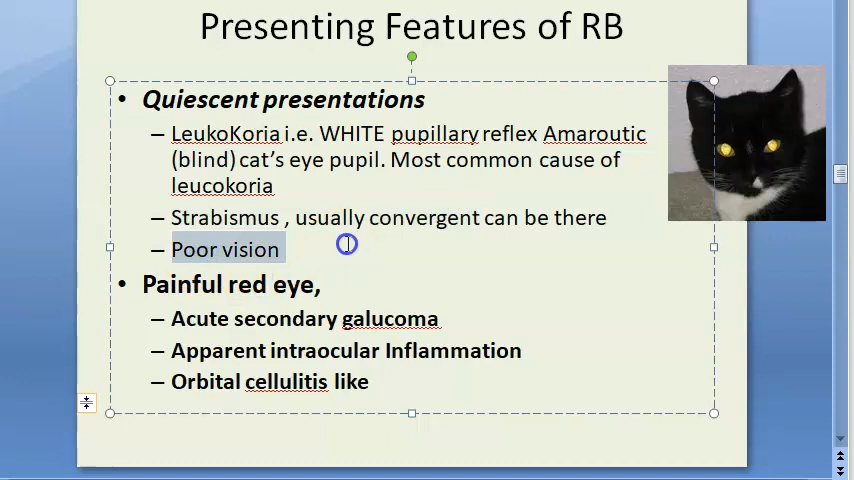 Presenting Features of RB
• Quiescent presentations
– LeukoKoria i.e. WHITE pupillary reflex Amaroutic
(blind) cat's eye pupil. Most common cause of
leucokoria
– Strabismus , usually convergent can be there
– Poor vision
• Painful red eye,
– Acute secondary galucoma
– Apparent intraocular Inflammation
– Orbital cellulitis like